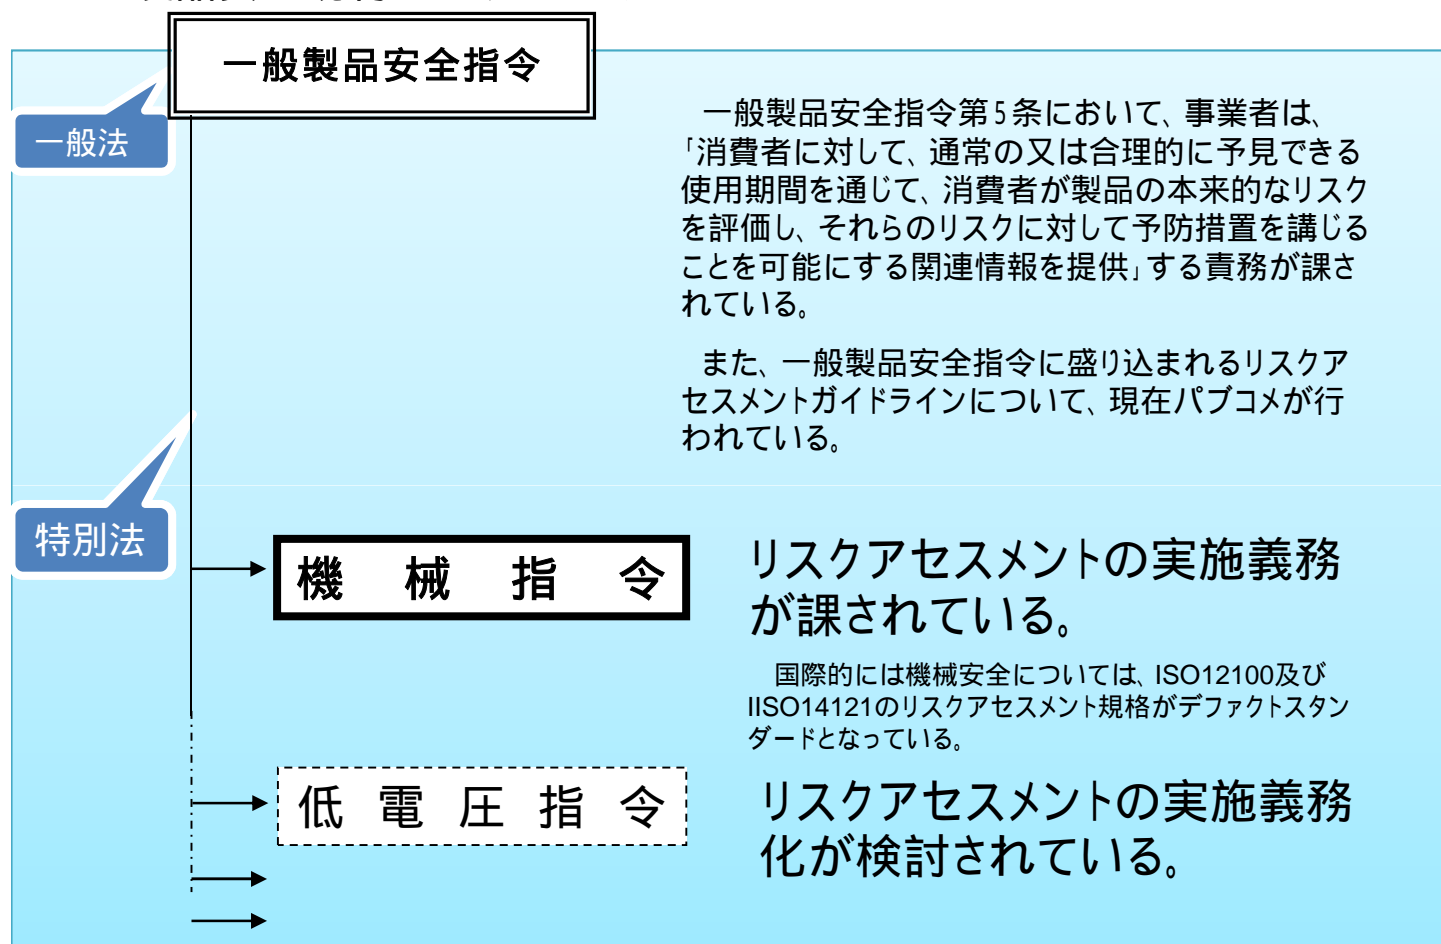 一般製品安全指令
一般法
一般製品安全指令第5条において、事業者は、
「消費者に対して、通常の又は合理的に予見できる
使用期間を通じて、消費者が製品の本来的なリスク
を評価し、それらのリスクに対して予防措置を講じる
ことを可能にする関連情報を提供」する責務が課さ
れている。
また、一般製品安全指令に盛り込まれるリスクア
セスメントガイドラインについて、現在パブコメが行
われている。
特別法
機械指令
リスクアセスメントの実施義務
が課されている。
国際的には機械安全については、ISO12100及び
IISO14121のリスクアセスメント規格がデファクトスタン
ダードとなっている。
低電圧指令
リスクアセスメントの実施義務
化が検討されている。